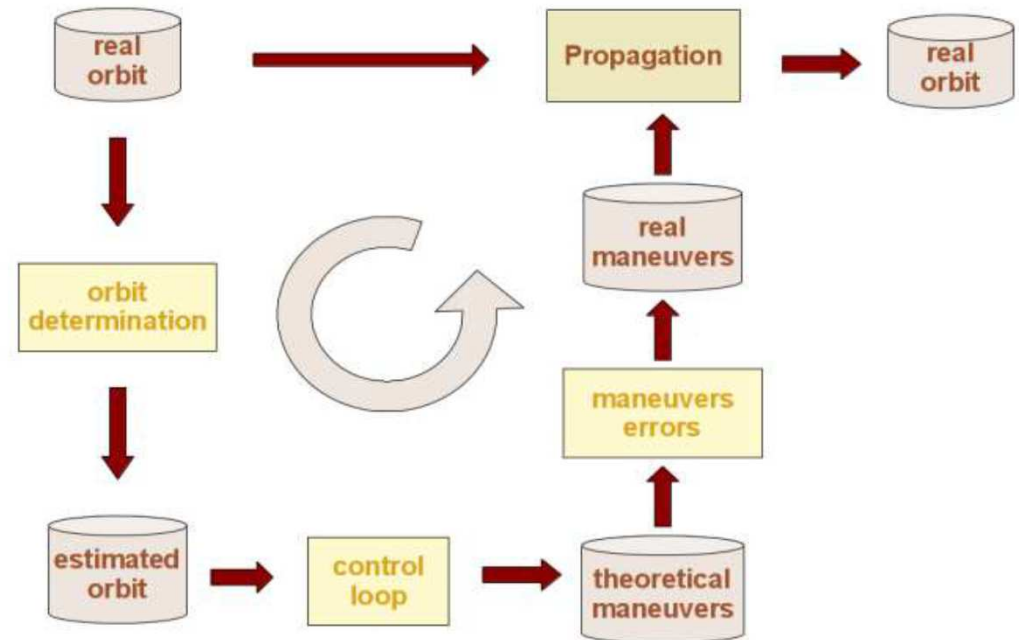 real
orbit
Propagation
real
orbit
real
maneuvers
orbit
determination
maneuvers
errors
estimated
orbit
control
loop
theoretical
maneuvers